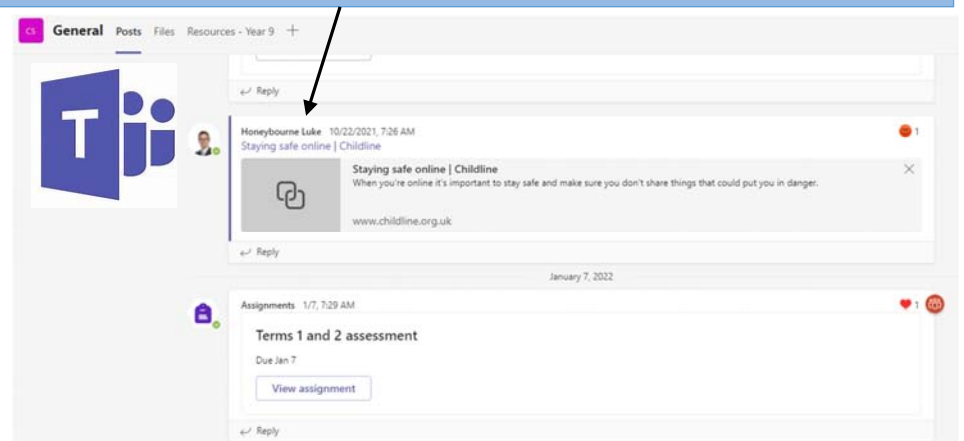 CS General Posts Files Resources - Year 9 +
Reply
Honeybourne Luke 10/22/2021, 7:26 AM
1
Staying safe online | Childline
Staying safe online | Childline
When you're online it's important to stay safe and make sure you don't share things that could put you in danger.
www.childline.org.uk
Reply
January 7, 2022
Assignments 1/7, 7:29 AM
1
Terms 1 and 2 assessment
Due Jan 7
View assignment
Reply
T